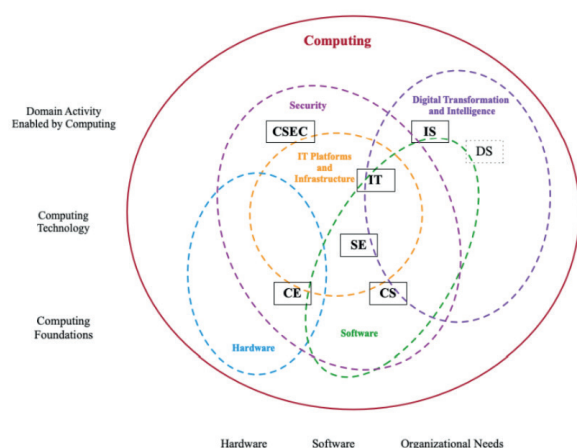 Computing
Digital Transformation
and Intelligence
Security
Domain Activity
Enabled by Computing
CSEC
IS
DS
IT Platforms
and
Infrastructure
IT
Computing
Technology
SE
CE
CS
Computing
Foundations
Software
Hardware
Hardware
Software
Organizational Needs